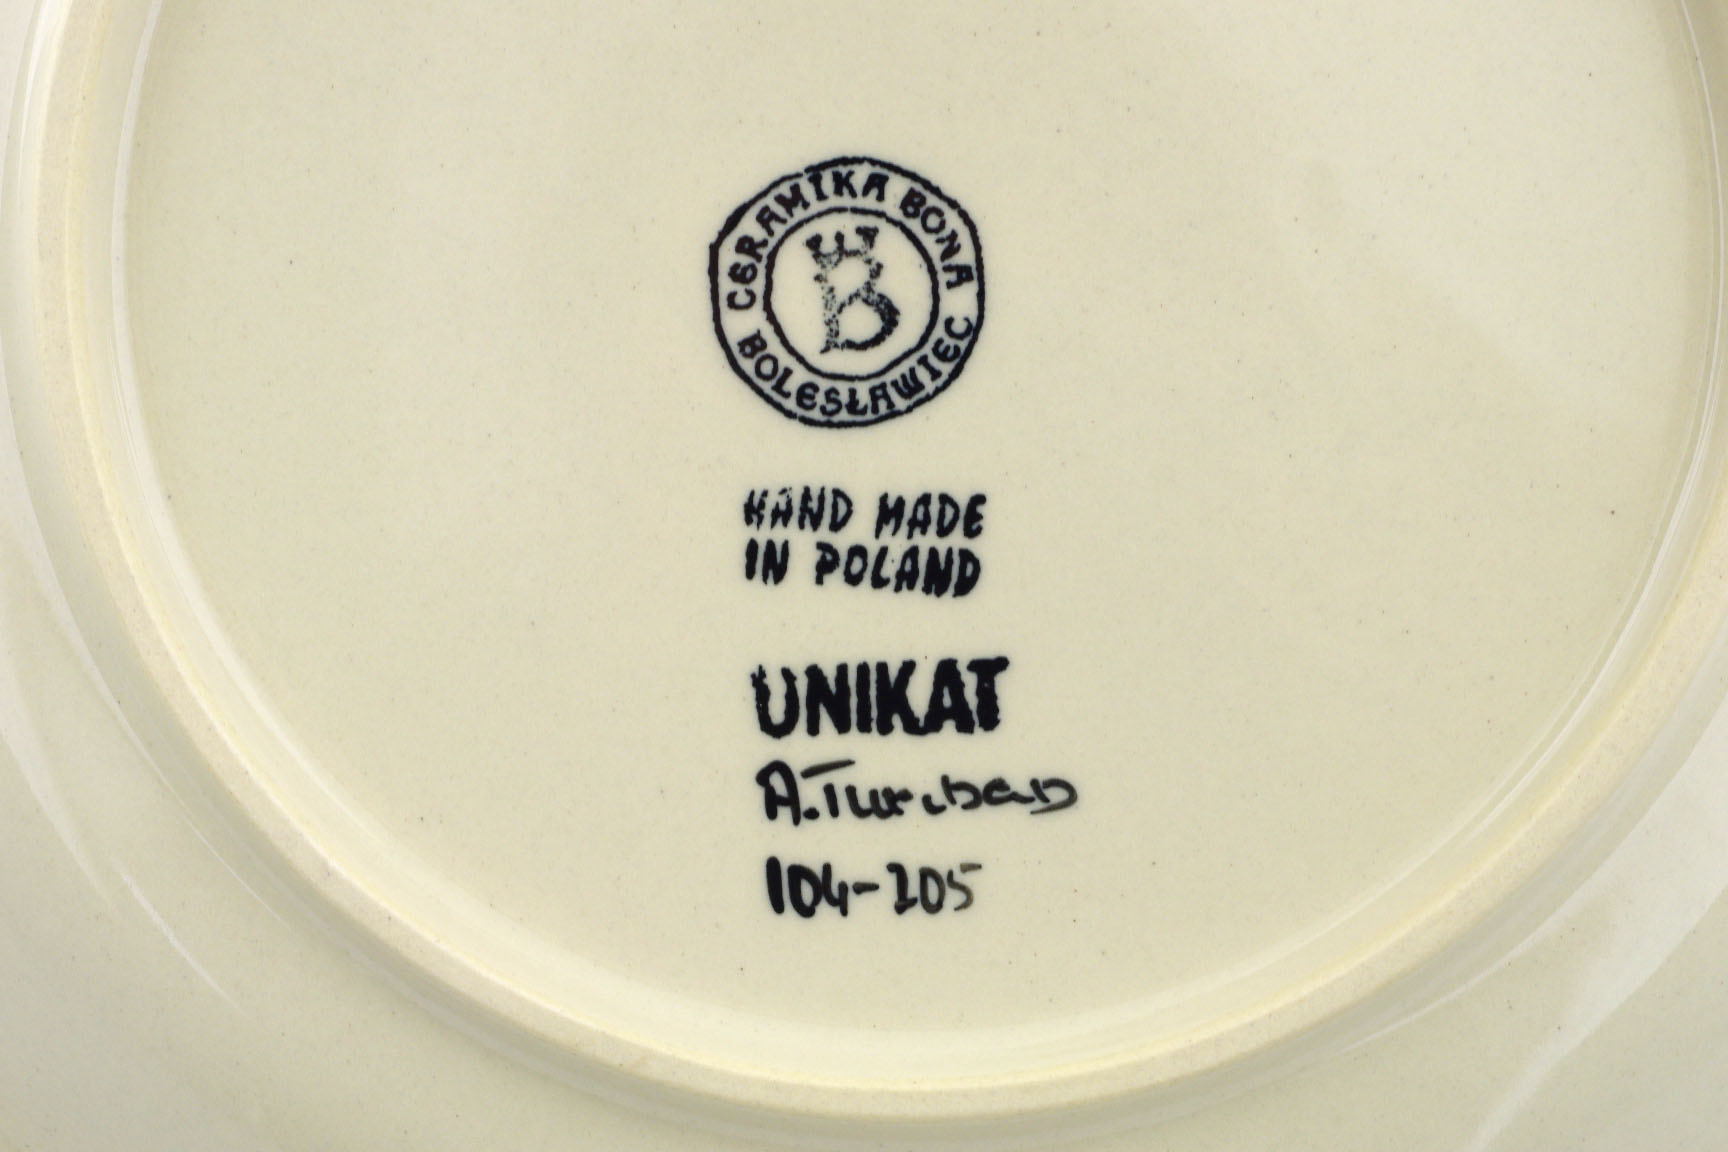 CERAMIKA BONA
BOLESŁAWIEC
B
HAND MADE
IN POLAND
UNIKAT
A.
104-205